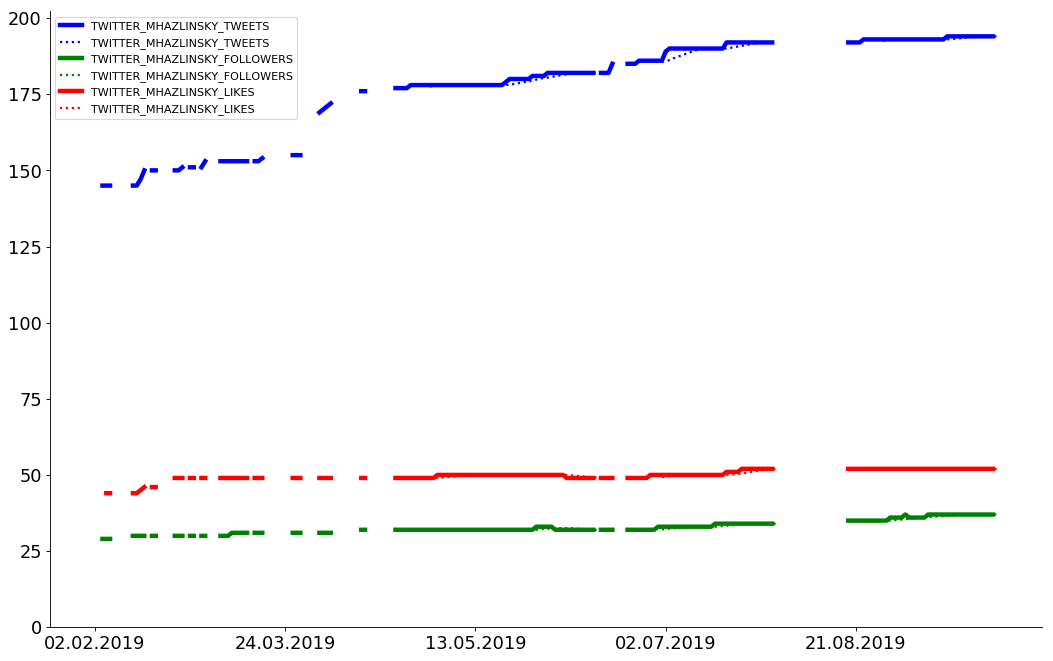 200
175
150
125
100
75
50
25
0
TWITTER_MHAZLINSKY_TWEETS
TWITTER_MHAZLINSKY_TWEETS
TWITTER_MHAZLINSKY_FOLLOWERS
TWITTER_MHAZLINSKY_FOLLOWERS
TWITTER_MHAZLINSKY_LIKES
TWITTER_MHAZLINSKY_LIKES
02.02.2019 24.03.2019 13.05.2019 02.07.2019 21.08.2019